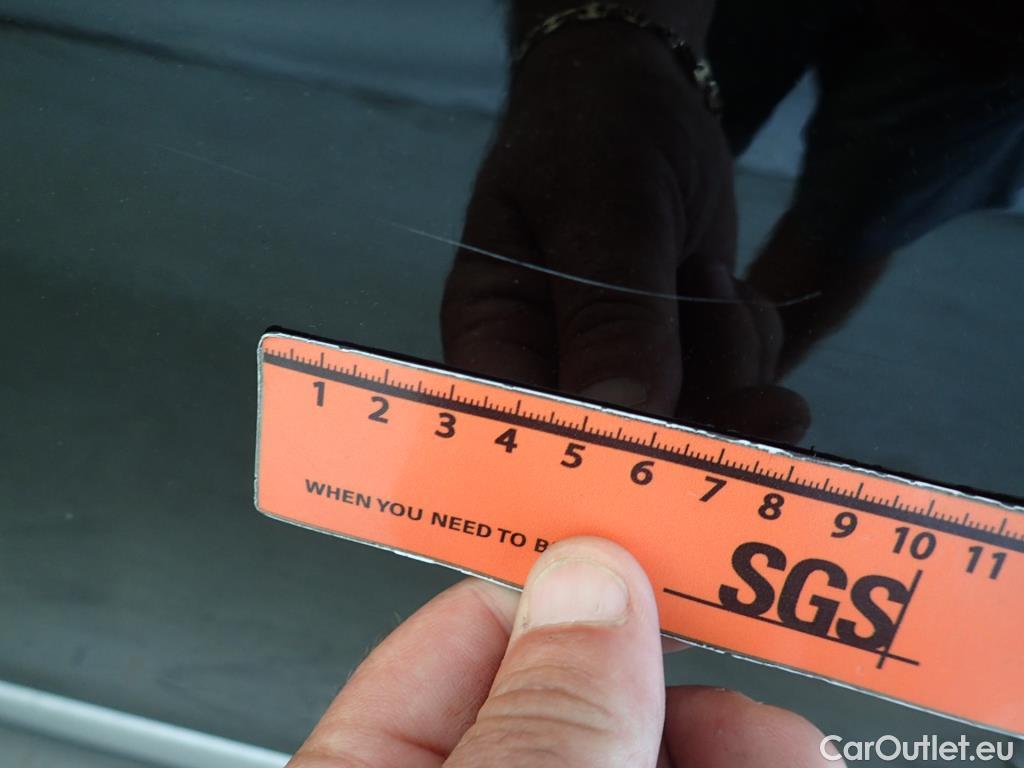 1 2 3 4 5 6 7 8 9 10 11
WHEN YOU NEED TO B
SGS
CarOutlet.eu